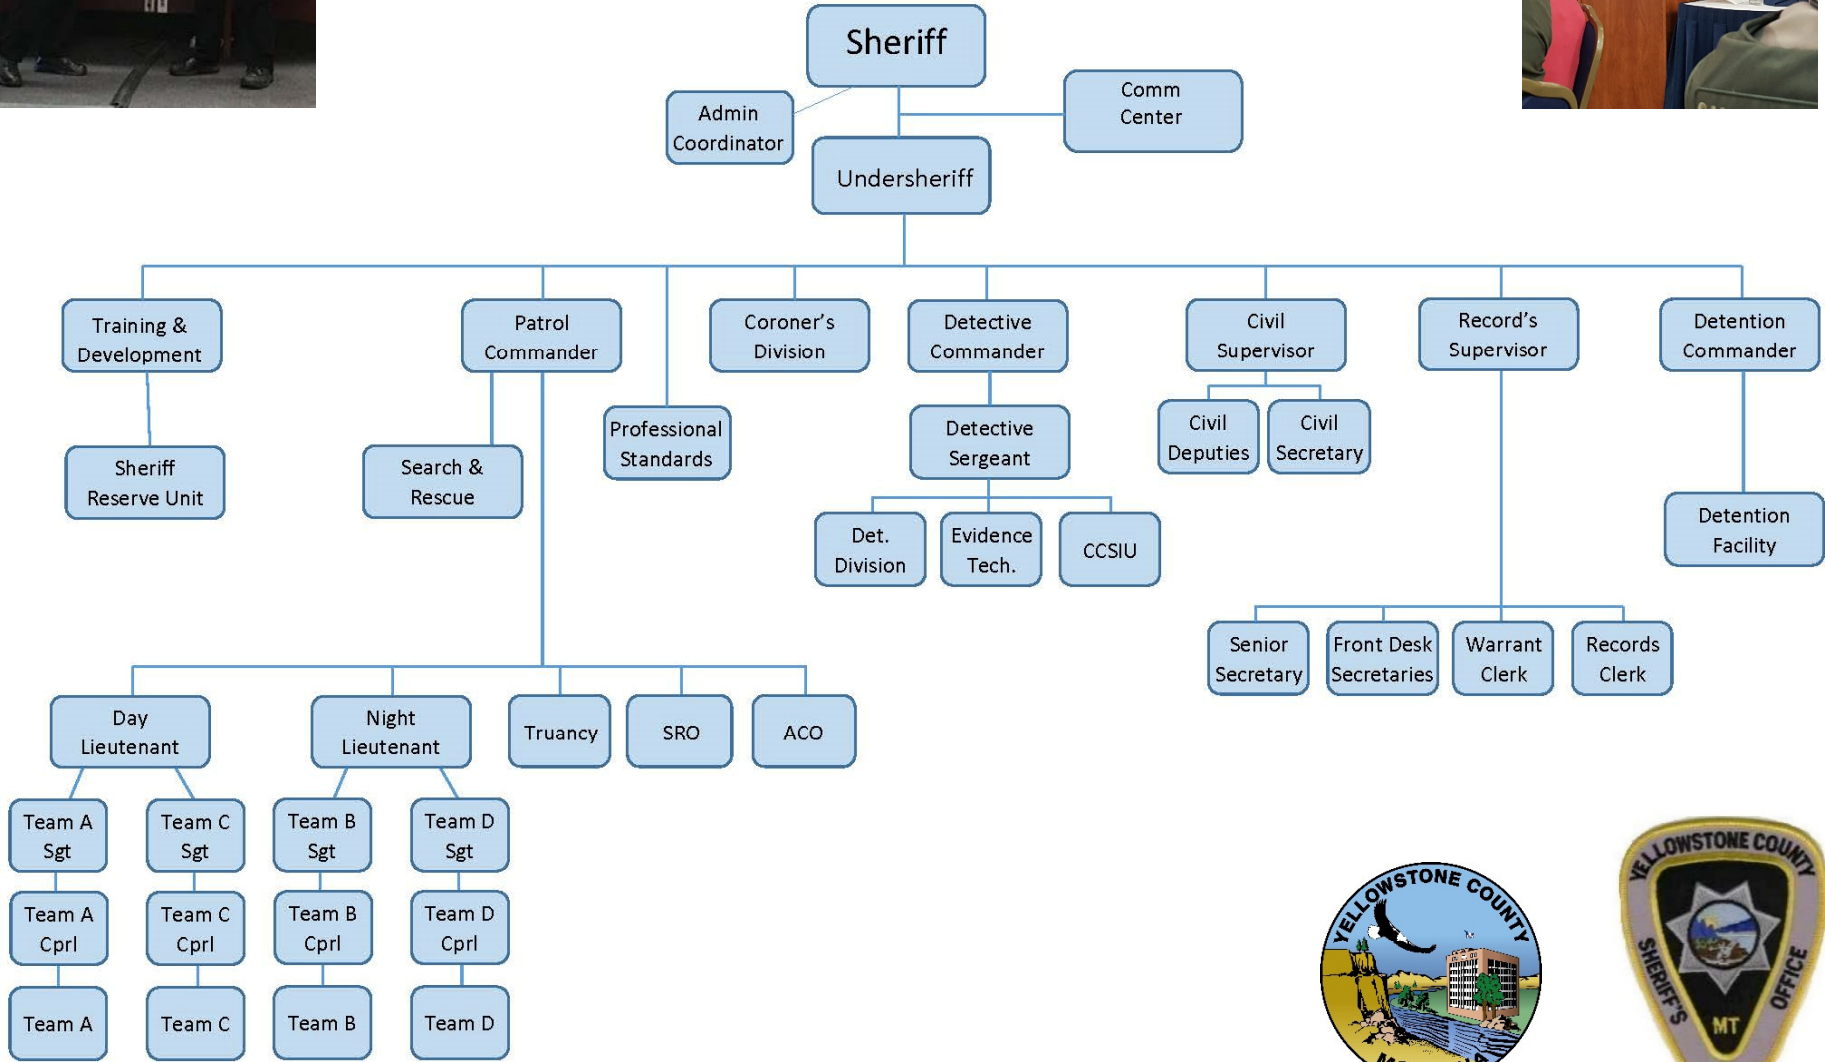 Sheriff
Admin
Coordinator
Comm
Center
Undersheriff
Training &
Development
Patrol
Commander
Coroner's
Division
Detective
Commander
Civil
Supervisor
Record's
Supervisor
Detention
Commander
Sheriff
Reserve Unit
Search &
Rescue
Professional
Standards
Detective
Sergeant
Civil
Deputies
Civil
Secretary
Det.
Division
Evidence
Tech.
CCSIU
Detention
Facility
Senior
Secretary
Front Desk
Secretaries
Warrant
Clerk
Records
Clerk
Day
Lieutenant
Night
Lieutenant
Truancy
SRO
ACO
Team A
Sgt
Team C
Sgt
Team B
Sgt
Team D
Sgt
Team A
Cprl
Team C
Cprl
Team B
Cprl
Team D
Cprl
Team A
Team C
Team B
Team D
YELLOWSTONE COUNTY
YELLOWSTONE COUNTY
SHERIFF'S
OFFICE
MT